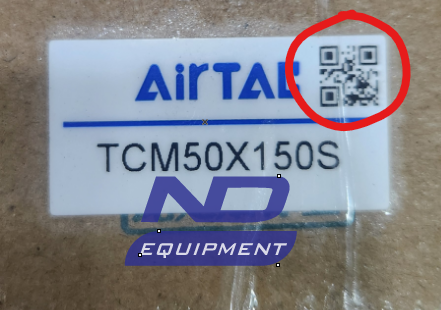 AirTAC
TCM50X150S
ND
EQUIPMENT